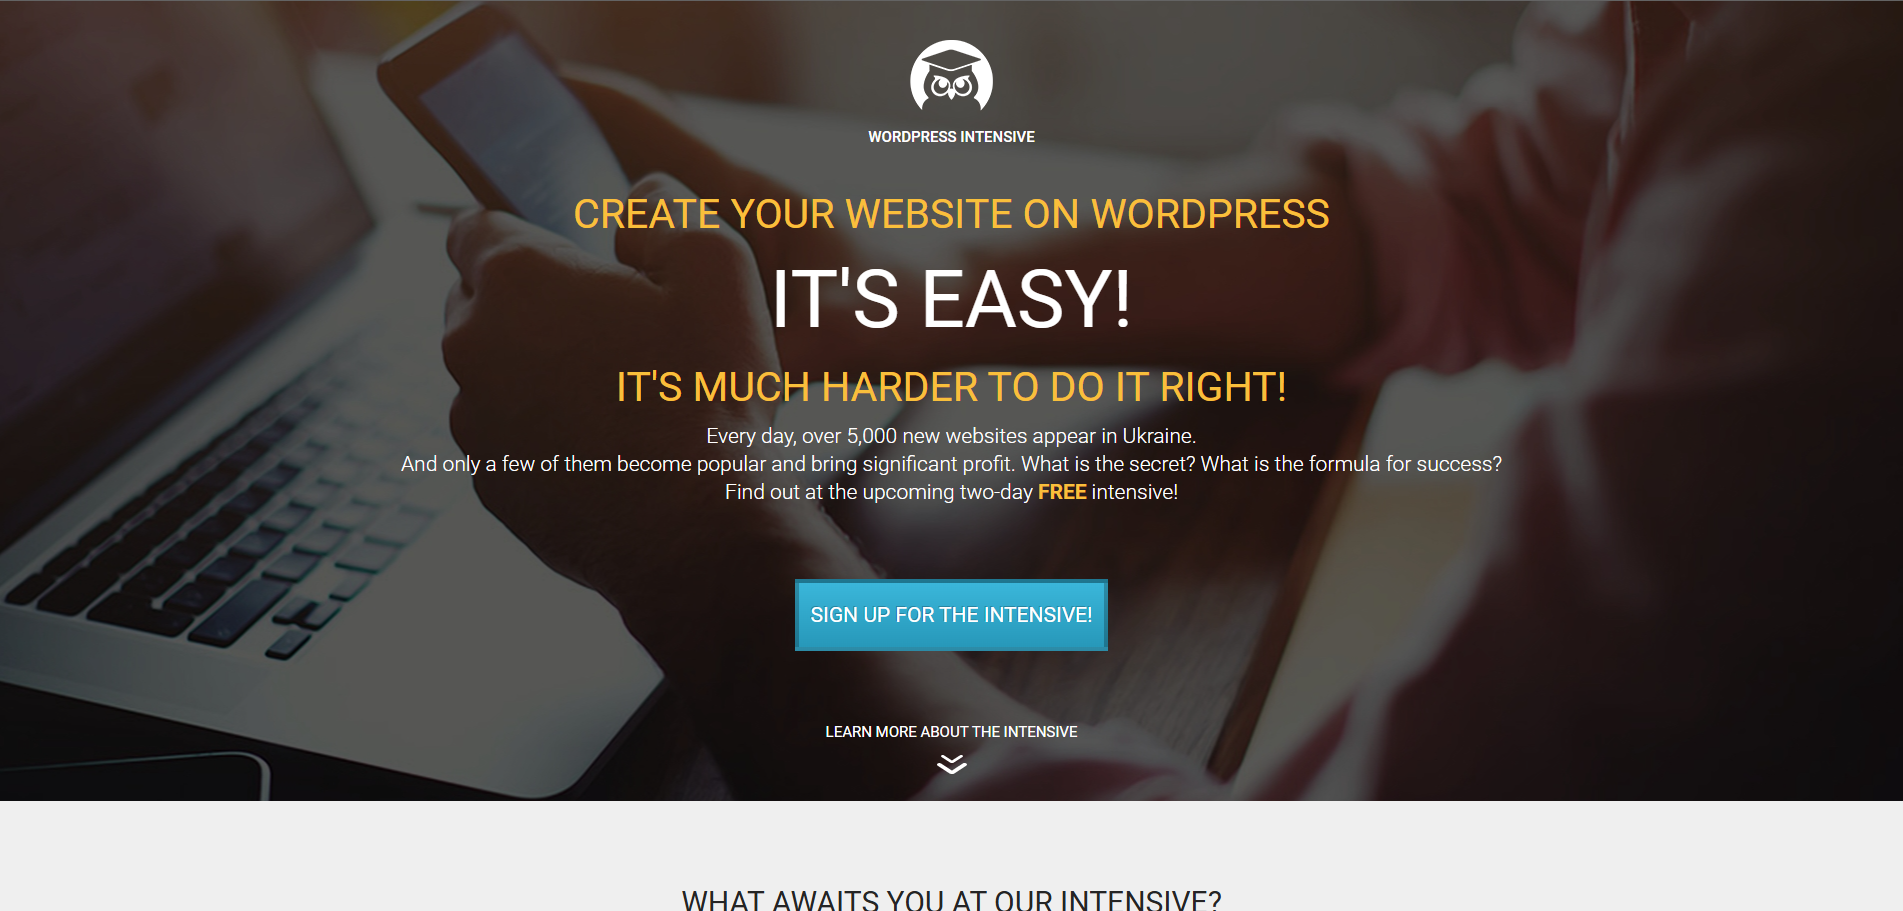 WORDPRESS INTENSIVE
CREATE YOUR WEBSITE ON WORDPRESS
IT'S EASY!
IT'S MUCH HARDER TO DO IT RIGHT!
Every day, over 5,000 new websites appear in Ukraine.
And only a few of them become popular and bring significant profit. What is the secret? What is the formula for success?
Find out at the upcoming two-day FREE intensive!
SIGN UP FOR THE INTENSIVE!
LEARN MORE ABOUT THE INTENSIVE
WHAT AWAITS YOU AT OUR INTENSIVE?